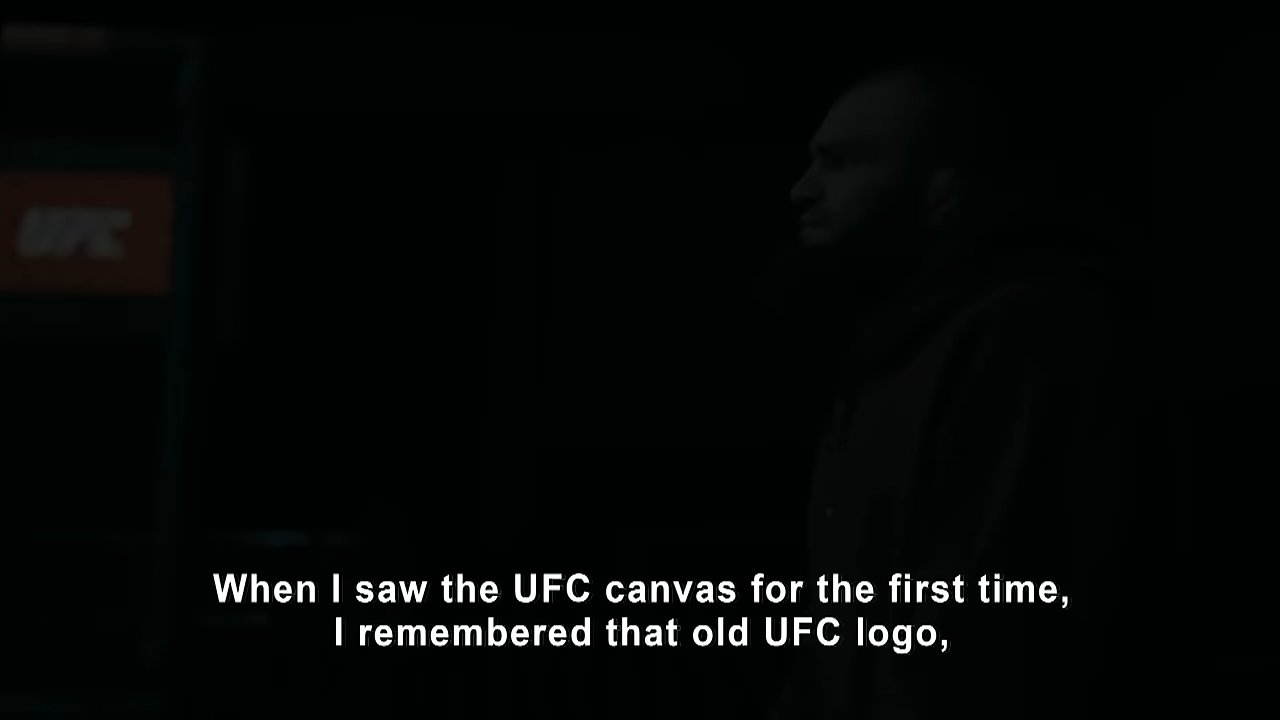 UFC
When I saw the UFC canvas for the first time,
I remembered that old UFC logo,